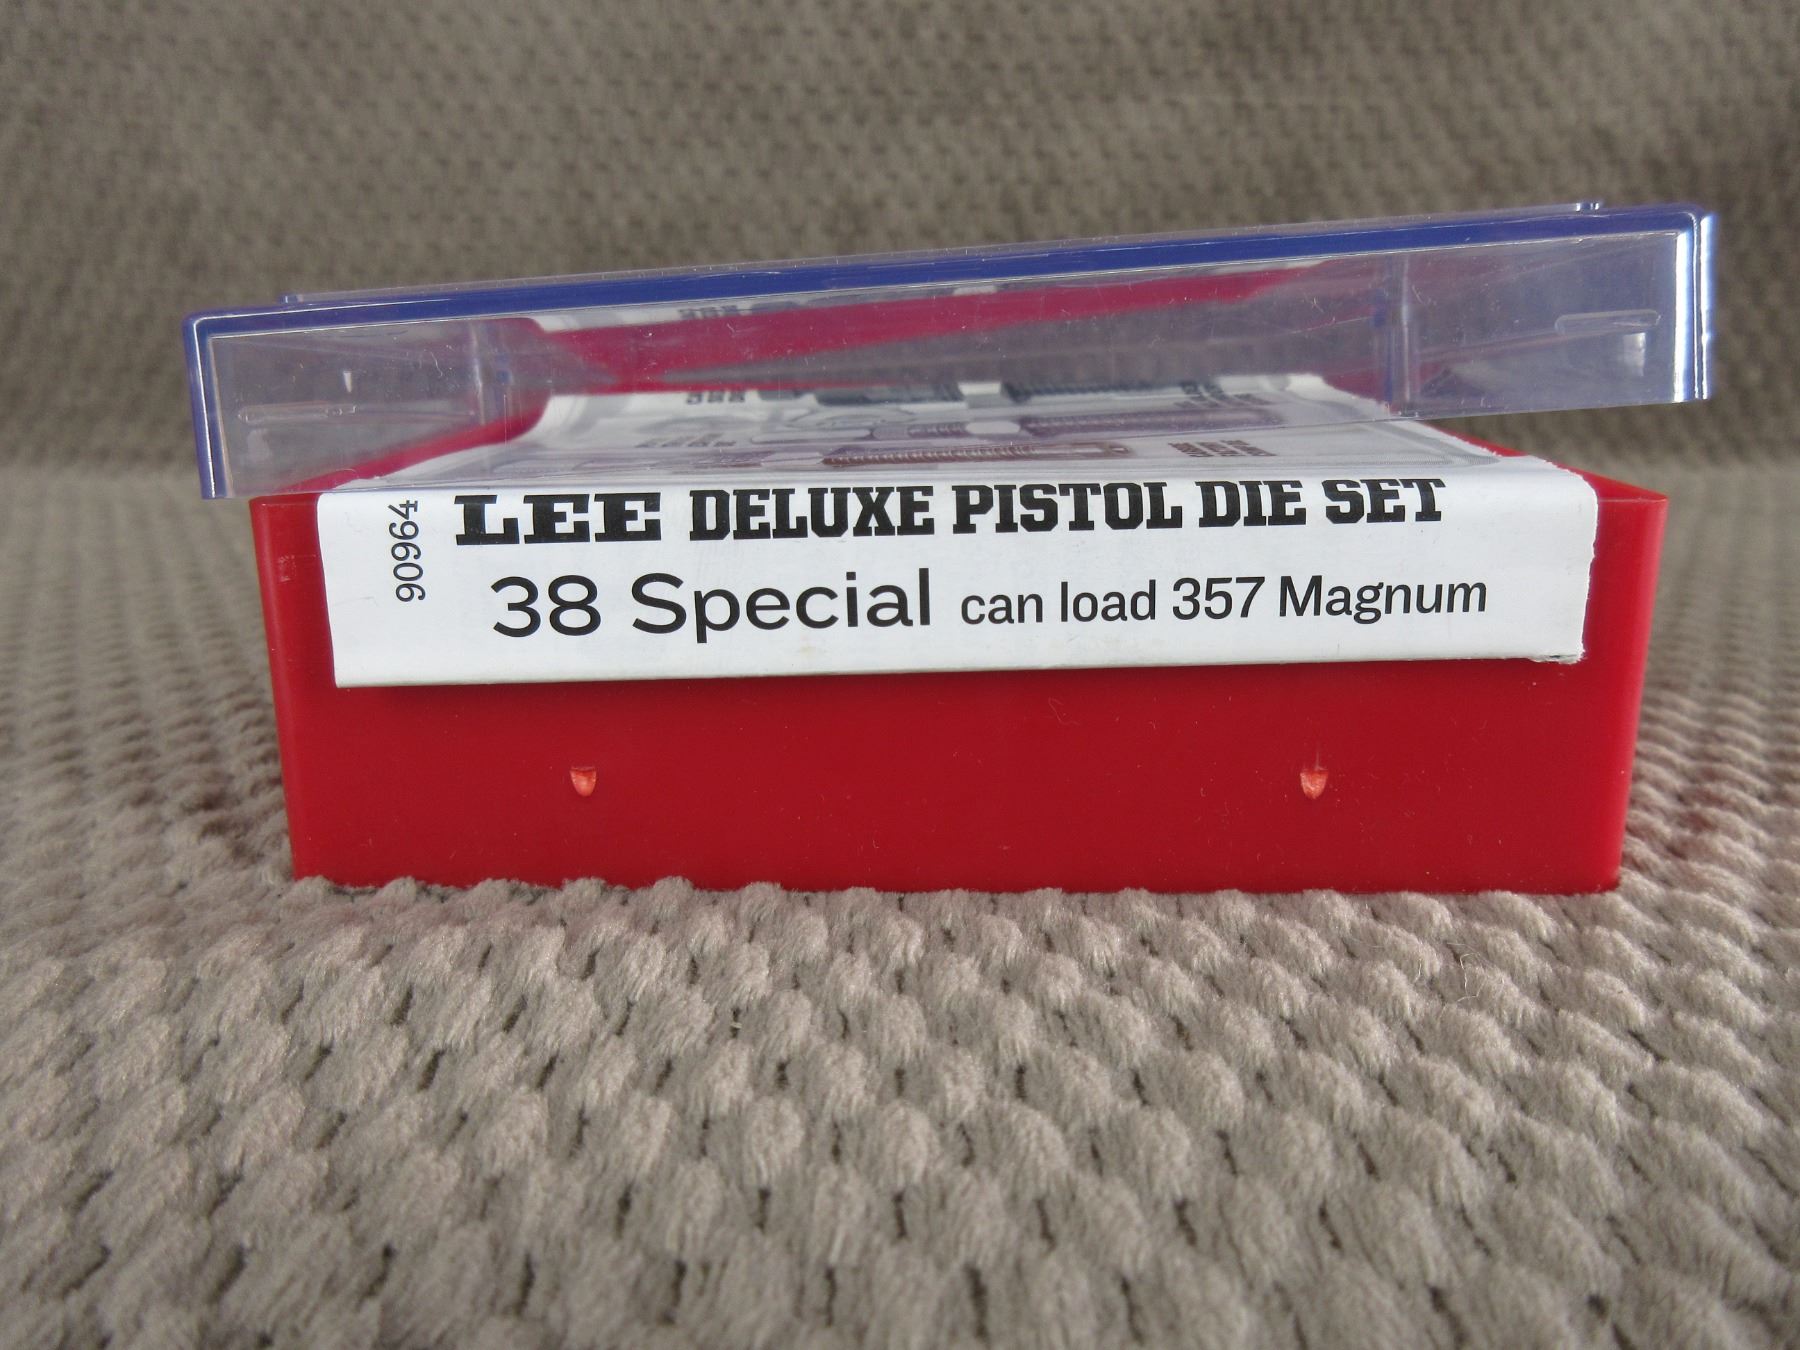 90964
LEE DELUXE PISTOL DIE SET
38 Special can load 357 Magnum